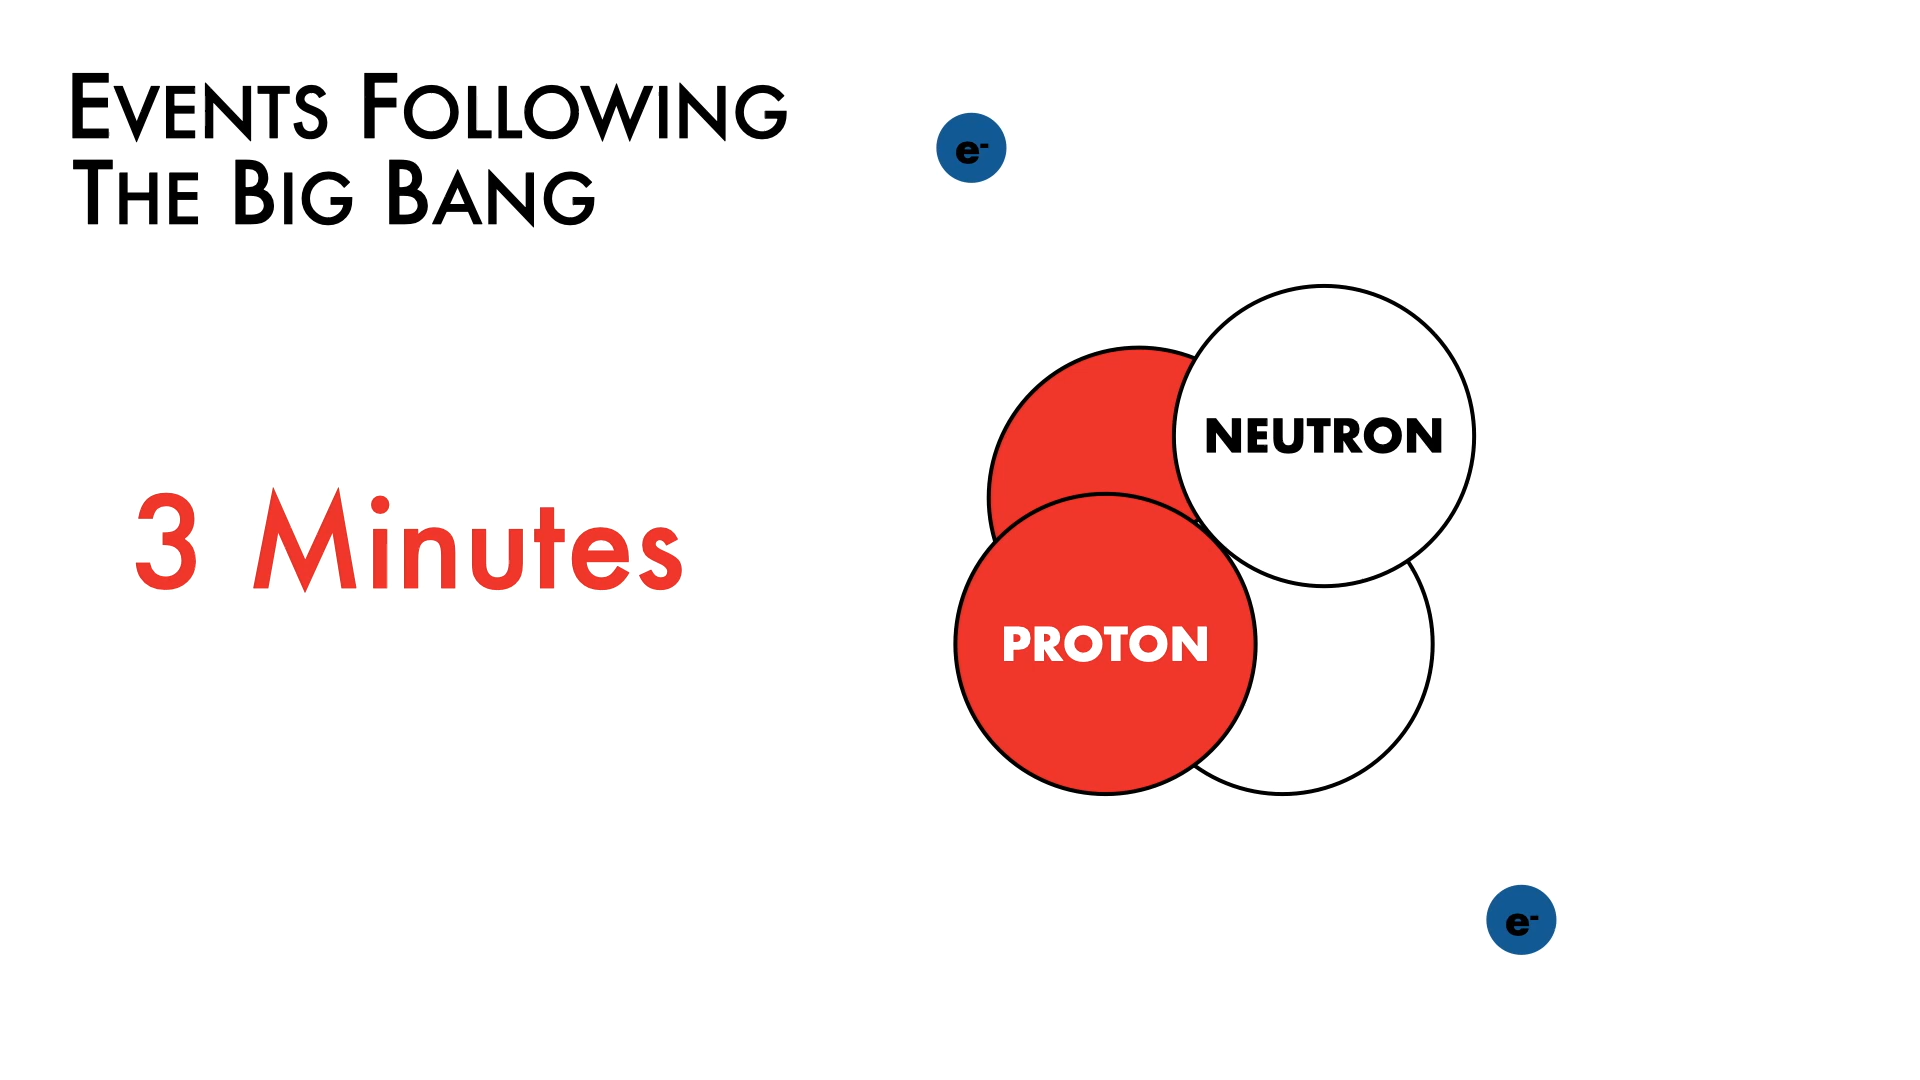 Events Following
The Big Bang
3 Minutes
e-
NEUTRON
PROTON
e-